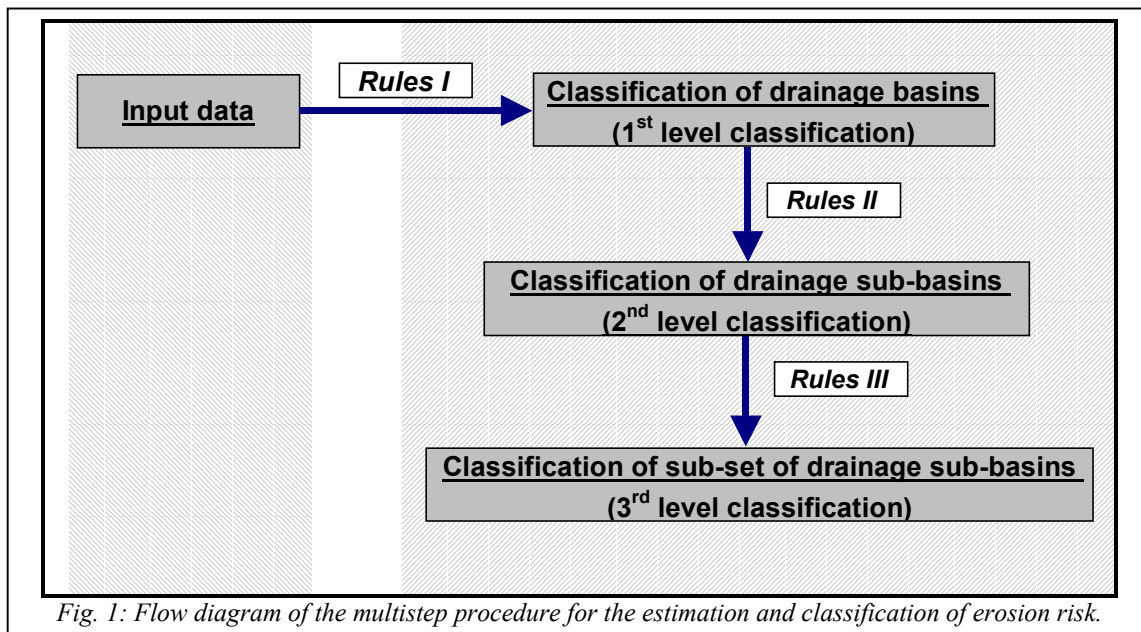 Input data
Rules I
Classification of drainage basins
(1st level classification)
Rules II
Classification of drainage sub-basins
(2nd level classification)
Rules III
Classification of sub-set of drainage sub-basins
(3rd level classification)
Fig. 1: Flow diagram of the multistep procedure for the estimation and classification of erosion risk.